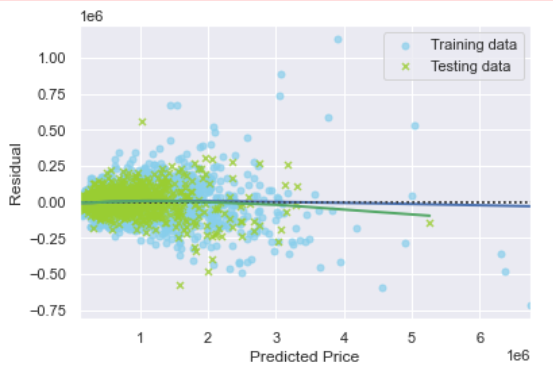 1e6
Training data
Testing data
1.00
0.75
0.50
0.25
0.00
−0.25
−0.50
−0.75
Residual
1 2 3 4 5 6
1e6
Predicted Price